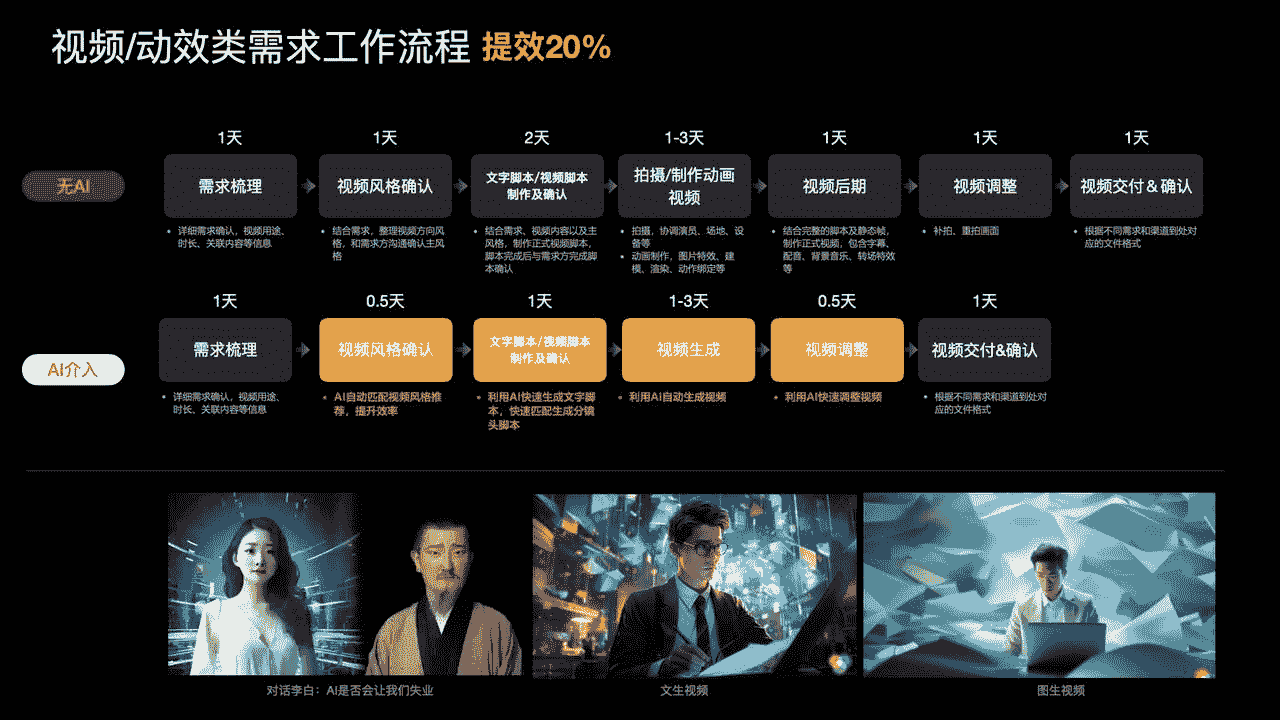 视频/动效类需求工作流程 提效20%
1天
1天
2天
1-3天
1天
1天
1天
无AI
需求梳理
视频风格确认
文字脚本/视频脚本
制作及确认
拍摄/制作动画
视频
视频后期
视频调整
视频交付＆确认
• 详细需求确认，视频用途、
时长、关联内容等信息
• 结合需求，整理视频方向风
格，和需求方沟通确认主风
格
• 结合需求、视频内容以及主
风格，制作正式视频脚本，
脚本完成后与需求方完成脚
本确认
• 拍摄，协调演员、场地、设
备等
• 动画制作，图片特效、建
模、渲染、动作绑定等
• 结合完整的脚本及静态帧，
制作正式视频，包含字幕、
配音、背景音乐、转场特效
等
• 补拍、重拍画面
• 根据不同需求和渠道到处对
应的文件格式
1天
0.5天
1天
1-3天
0.5天
1天
AI介入
需求梳理
视频风格确认
文字脚本/视频脚本
制作及确认
视频生成
视频调整
视频交付&确认
• 详细需求确认，视频用途、
时长、关联内容等信息
• AI自动匹配视频风格推
荐，提升效率
• 利用AI快速生成文字脚
本，快速匹配生成分镜
头脚本
• 利用AI自动生成视频
• 利用AI快速调整视频
• 根据不同需求和渠道到处对
应的文件格式
对话字白：AI是否会让我们失业
文生视频
图生视频